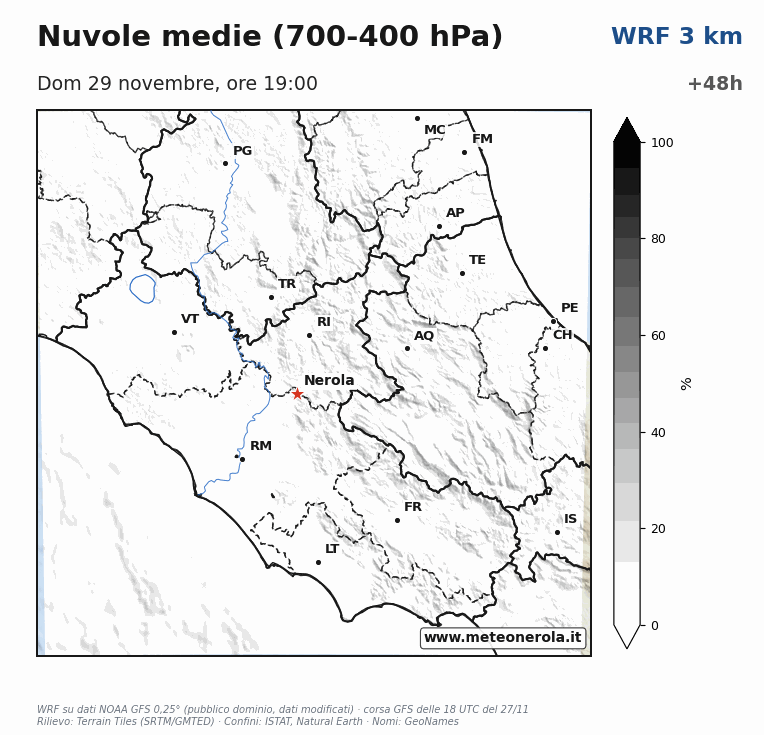 Nuvole medie (700-400 hPa)
WRF 3 km
Dom 29 novembre, ore 19:00
+48h
MC
FM
PG
AP
TE
TR
PE
VT
RI
AQ
CH
Nerola
RM
FR
IS
LT
www.meteonerola.it
100
80
60
40
20
0
%
WRF su dati NOAA GFS 0,25° (pubblico dominio, dati modificati) · corsa GFS delle 18 UTC del 27/11
Rilievo: Terrain Tiles (SRTM/GMTED) · Confini: ISTAT, Natural Earth · Nomi: GeoNames